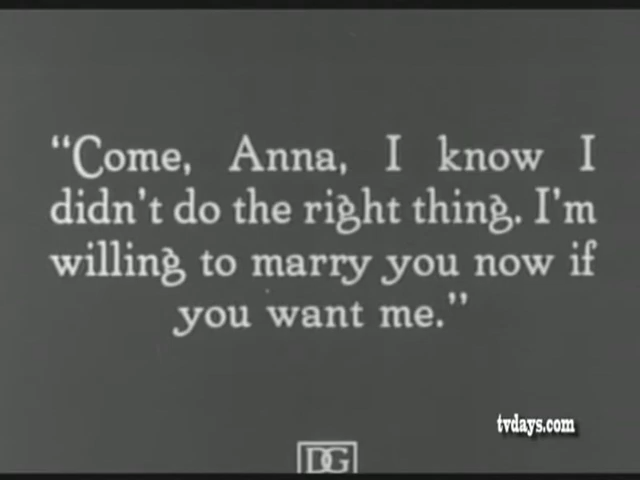 “Come, Anna, I know I
didn't do the right thing. I'm
willing to marry you now if
you want me.”
tvdays.com
DG